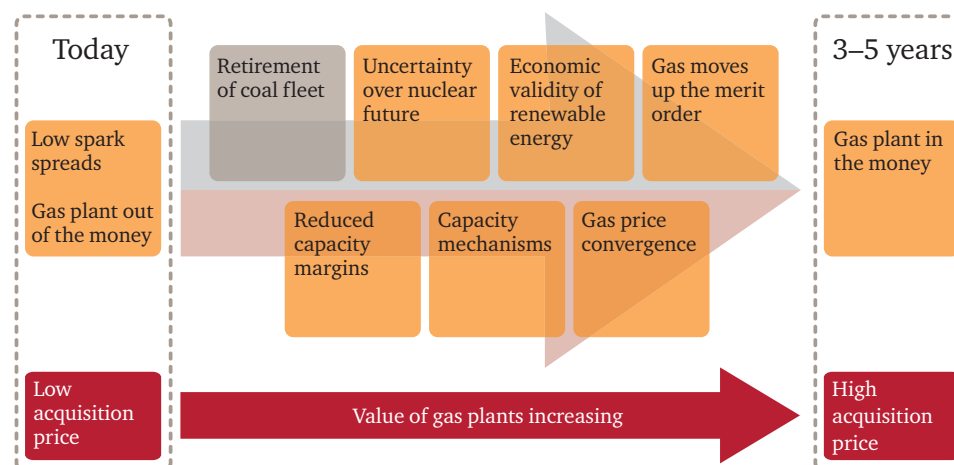 Today
3–5 years
Retirement
of coal fleet
Uncertainty
over nuclear
future
Economic
validity of
renewable
energy
Gas moves
up the merit
order
Low spark
spreads
Gas plant out
of the money
Gas plant in
the money
Reduced
capacity
margins
Capacity
mechanisms
Gas price
convergence
Low
acquisition
price
Value of gas plants increasing
High
acquisition
price